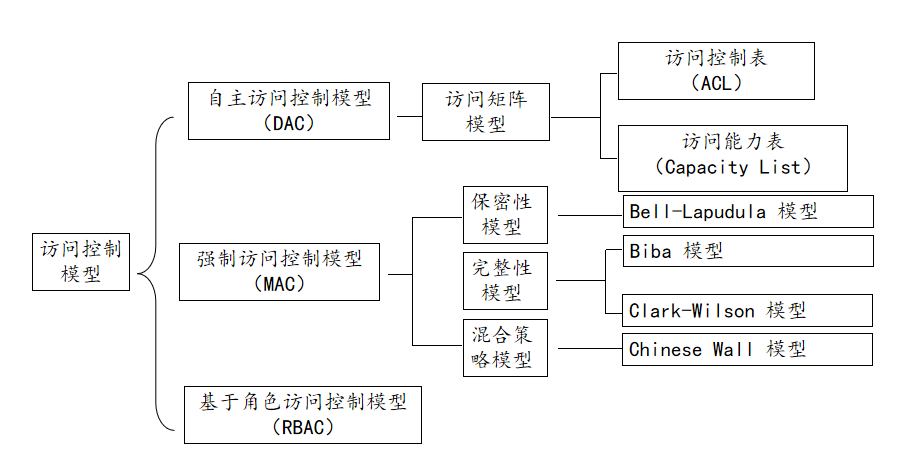 访问控制
模型
自主访问控制模型
(DAC)
访问矩阵
模型
访问控制表
(ACL)
访问能力表
(Capacity List)
强制访问控制模型
(MAC)
保密性
模型
Bell-Lapudula 模型
完整性
模型
Biba 模型
Clark-Wilson 模型
混合策
略模型
Chinese Wall 模型
基于角色访问控制模型
(RBAC)